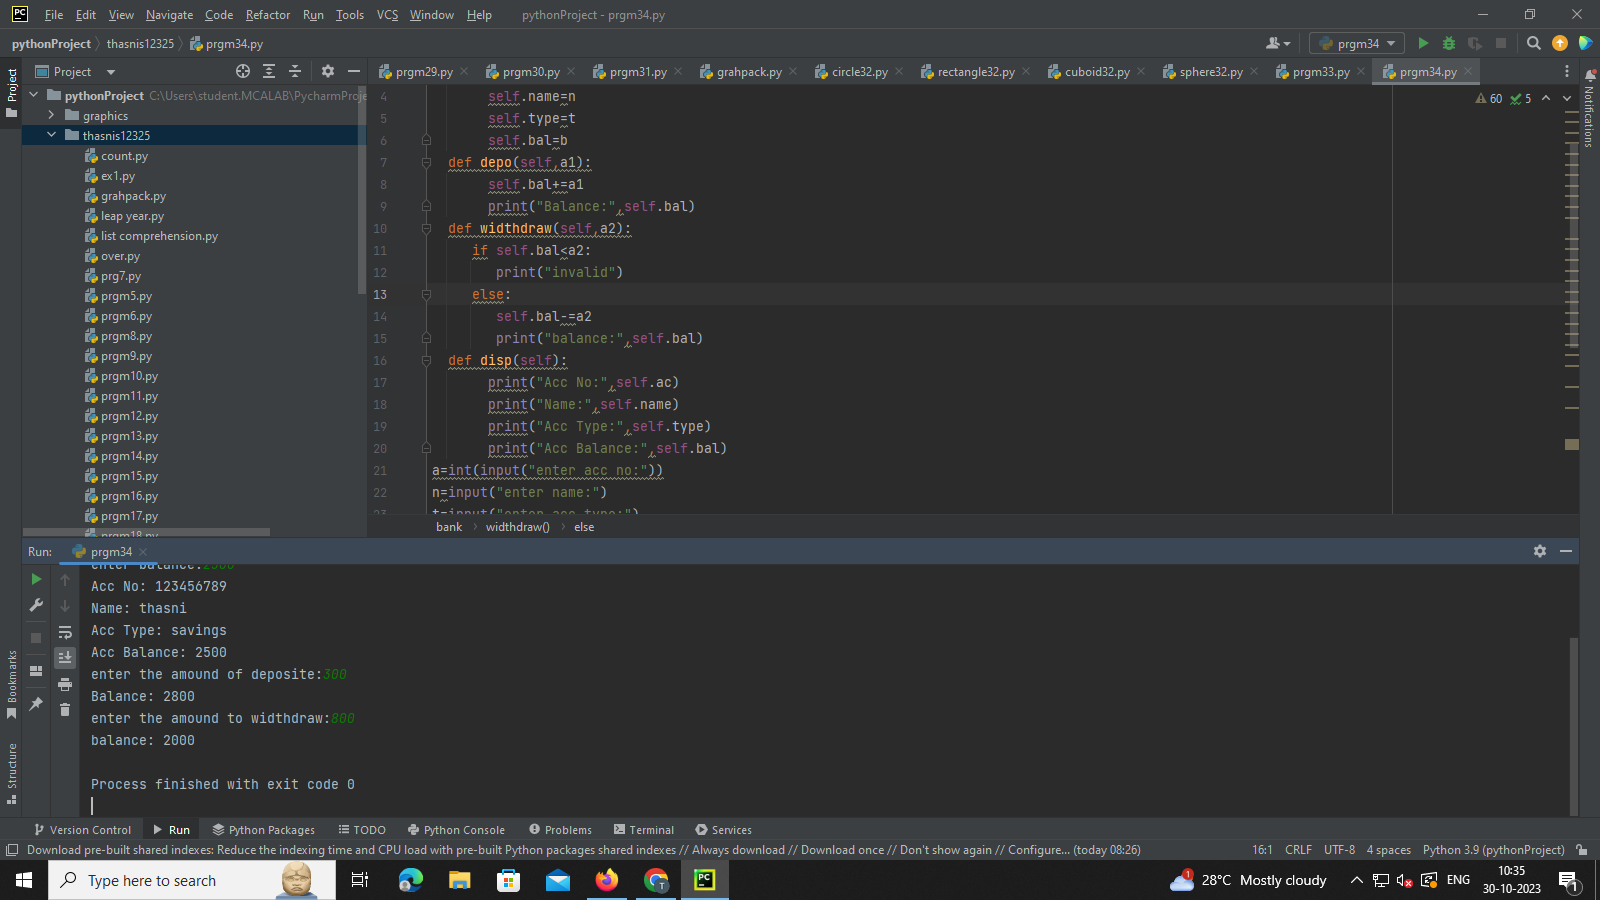 PC File Edit View Navigate Code Refactor Run Tools VCS Window Help pythonProject - prgm34.py
pythonProject thasnis12325 prgm34.py prgm34
Project prgm29.py prgm30.py prgm31.py grahpack.py circle32.py rectangle32.py cuboid32.py sphere32.py prgm33.py prgm34.py
Project
Notifications
pythonProject C:\Users\student.MCALAB\PycharmProje
graphics
thasnis12325
count.py
ex1.py
grahpack.py
leap year.py
list comprehension.py
over.py
prg7.py
prgm5.py
prgm6.py
prgm8.py
prgm9.py
prgm10.py
prgm11.py
prgm12.py
prgm13.py
prgm14.py
prgm15.py
prgm16.py
prgm17.py
prgm18.py
60 5
4 self.name=n
5 self.type=t
6 self.bal=b
7 def depo(self,a1):
8 self.bal+=a1
9 print("Balance:",self.bal)
10 def widthdraw(self,a2):
11 if self.bal<a2:
12 print("invalid")
13 else:
14 self.bal-=a2
15 print("balance:",self.bal)
16 def disp(self):
17 print("Acc No:",self.ac)
18 print("Name:",self.name)
19 print("Acc Type:",self.type)
20 print("Acc Balance:",self.bal)
21 a=int(input("enter acc no:"))
22 n=input("enter name:")
23 t=input("enter acc type:")
bank widthdraw() else
Run: prgm34
enter balance:2500
Acc No: 123456789
Name: thasni
Acc Type: savings
Acc Balance: 2500
enter the amound of deposite:300
Balance: 2800
enter the amound to widthdraw:800
balance: 2000
Process finished with exit code 0
Bookmarks
Structure
Version Control Run Python Packages TODO Python Console Problems Terminal Services
Download pre-built shared indexes: Reduce the indexing time and CPU load with pre-built Python packages shared indexes // Always download // Download once // Don't show again // Configure... (today 08:26) 16:1 CRLF UTF-8 4 spaces Python 3.9 (pythonProject)
Type here to search T PC 1 28°C Mostly cloudy ENG 10:35
30-10-2023 1